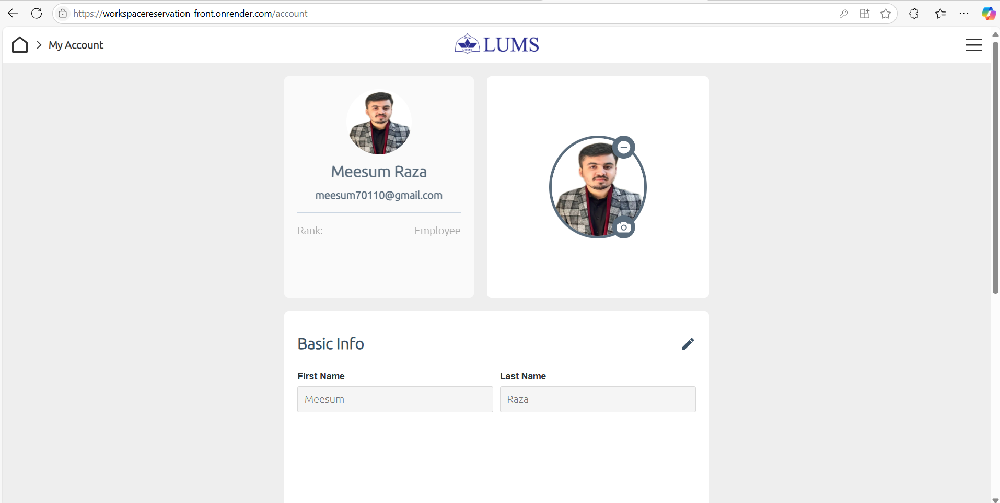 https://workspacereservation-front.onrender.com/account
My Account
LUMS
LUMS
Meesum Raza
meesum70110@gmail.com
Rank: Employee
Basic Info
First Name Last Name
Meesum Raza